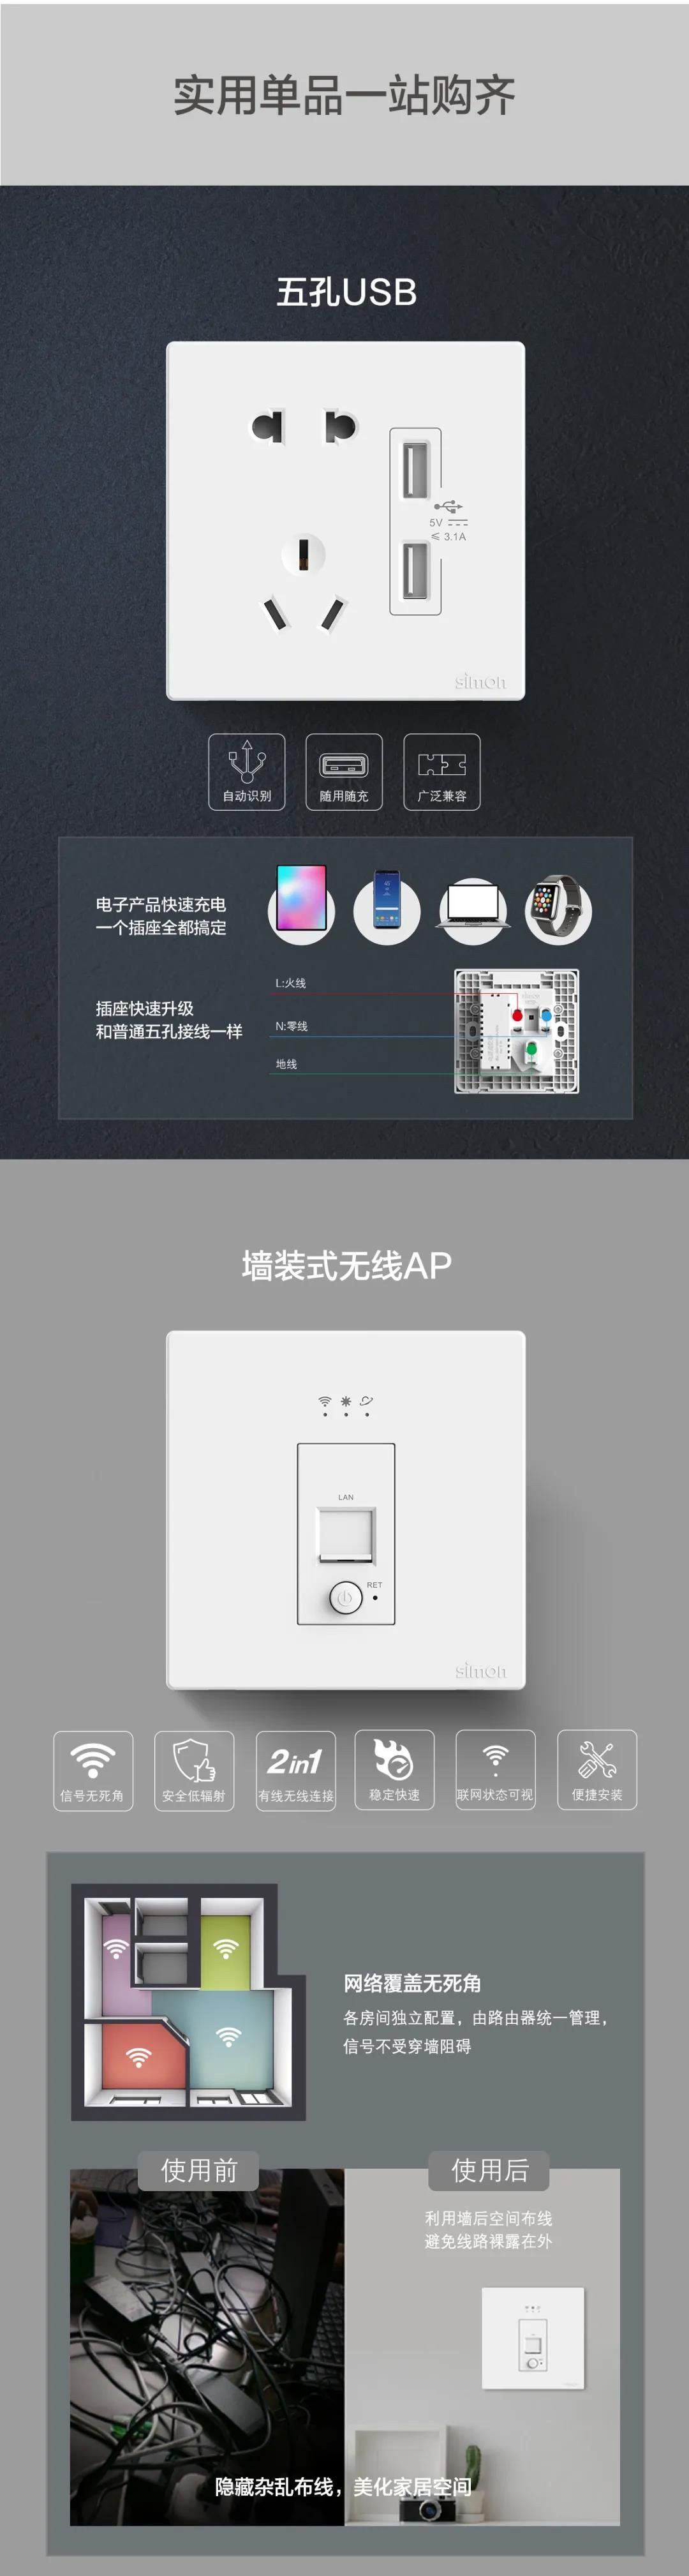 实用单品一站购齐
五孔USB
5V
≤ 3.1A
simon
自动识别
随用随充
广泛兼容
电子产品快速充电
一个插座全都搞定
L:火线
插座快速升级
和普通五孔接线一样
N:零线
地线
墙装式无线AP
LAN
RET
simon
信号无死角
安全低辐射
2in1
有线无线连接
稳定快速
联网状态可视
便捷安装
网络覆盖无死角
各房间独立配置，由路由器统一管理，
信号不受穿墙阻碍
使用前
使用后
利用墙后空间布线
避免线路裸露在外
隐藏杂乱布线，美化家居空间